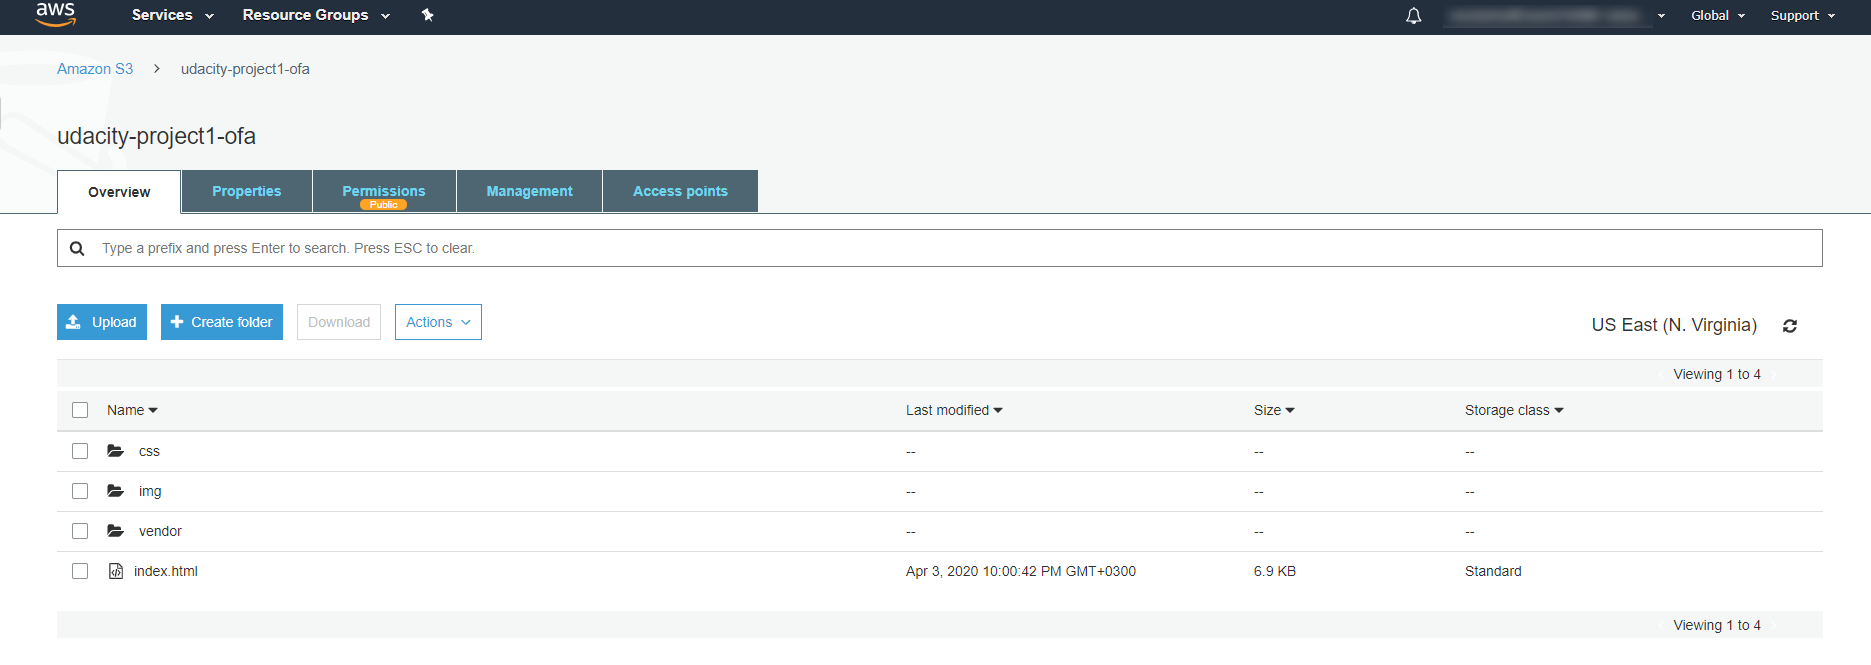 aws Services Resource Groups Global Support
Amazon S3 > udacity-project1-ofa
udacity-project1-ofa
Overview Properties Permissions Management Access points
Public
Type a prefix and press Enter to search. Press ESC to clear.
Upload Create folder Download Actions US East (N. Virginia)
Viewing 1 to 4
Name Last modified Size Storage class
css -- -- --
img -- -- --
vendor -- -- --
index.html Apr 3, 2020 10:00:42 PM GMT+0300 6.9 KB Standard
Viewing 1 to 4